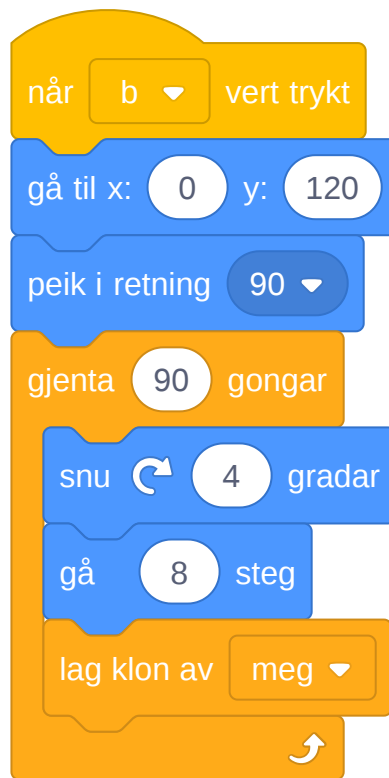 når b vert trykt
gå til x: 0 y: 120
peik i retning 90
gjenta 90 gongar
snu 4 gradar
gå 8 steg
lag klon av meg